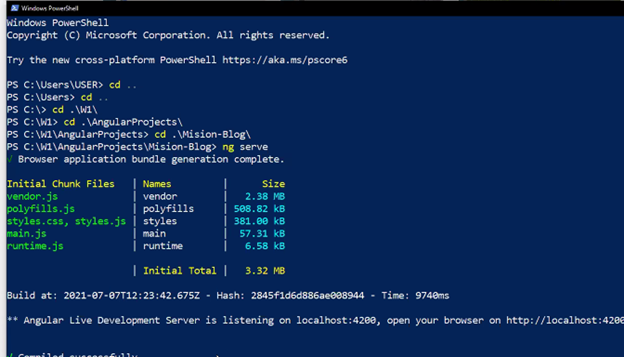 Windows PowerShell
Windows PowerShell
Copyright (C) Microsoft Corporation. All rights reserved.
Try the new cross-platform PowerShell https://aka.ms/pscore6
PS C:\Users\USER> cd ..
PS C:\Users> cd ..
PS C:\> cd .\W1\
PS C:\W1> cd .\AngularProjects\
PS C:\W1\AngularProjects> cd .\Mision-Blog\
PS C:\W1\AngularProjects\Mision-Blog> ng serve
√ Browser application bundle generation complete.
Initial Chunk Files | Names | Size
vendor.js | vendor | 2.38 MB
polyfills.js | polyfills | 508.82 kB
styles.css, styles.js | styles | 381.00 kB
main.js | main | 57.31 kB
runtime.js | runtime | 6.58 kB
| Initial Total | 3.32 MB
Build at: 2021-07-07T12:23:42.675Z - Hash: 2845f1d6d886ae008944 - Time: 9740ms
** Angular Live Development Server is listening on localhost:4200, open your browser on http://localhost:4200
√ Compiled successfully.